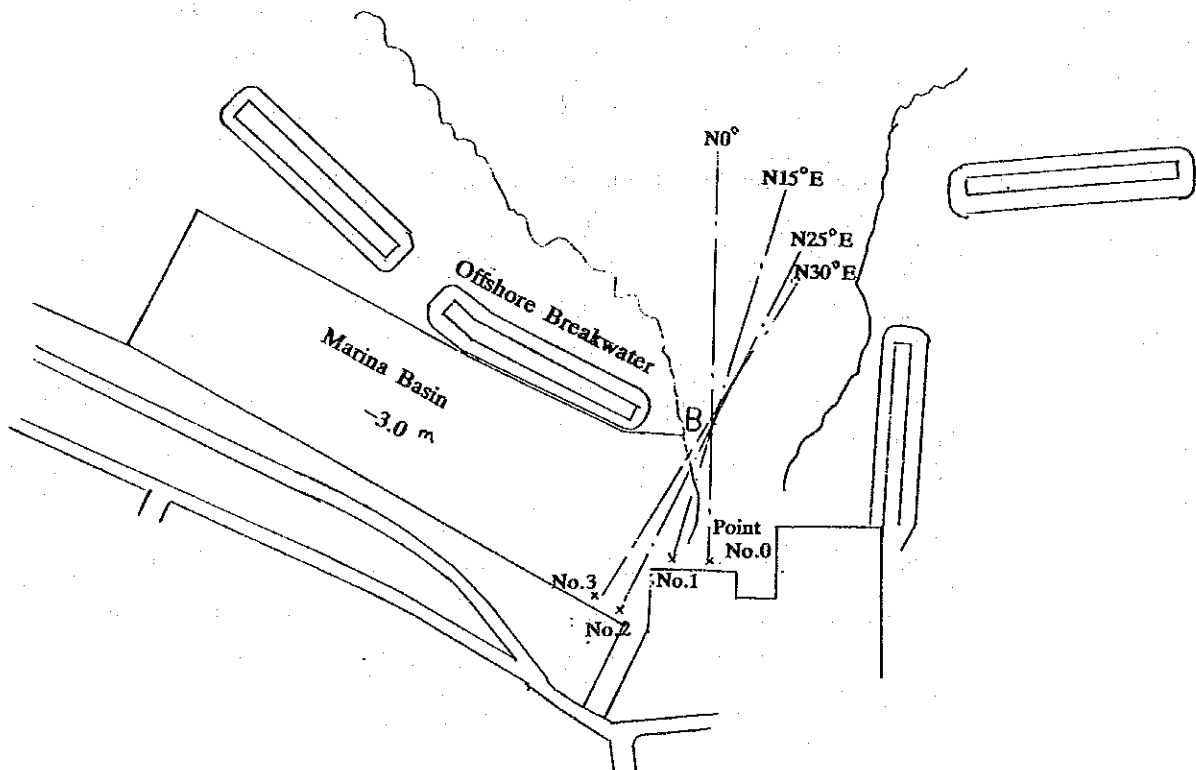 N0°
N15°E
N25°E
N30°E
Offshore Breakwater
Marina Basin
-3.0 m
B
Point
No.0
No.1
No.3
No.2